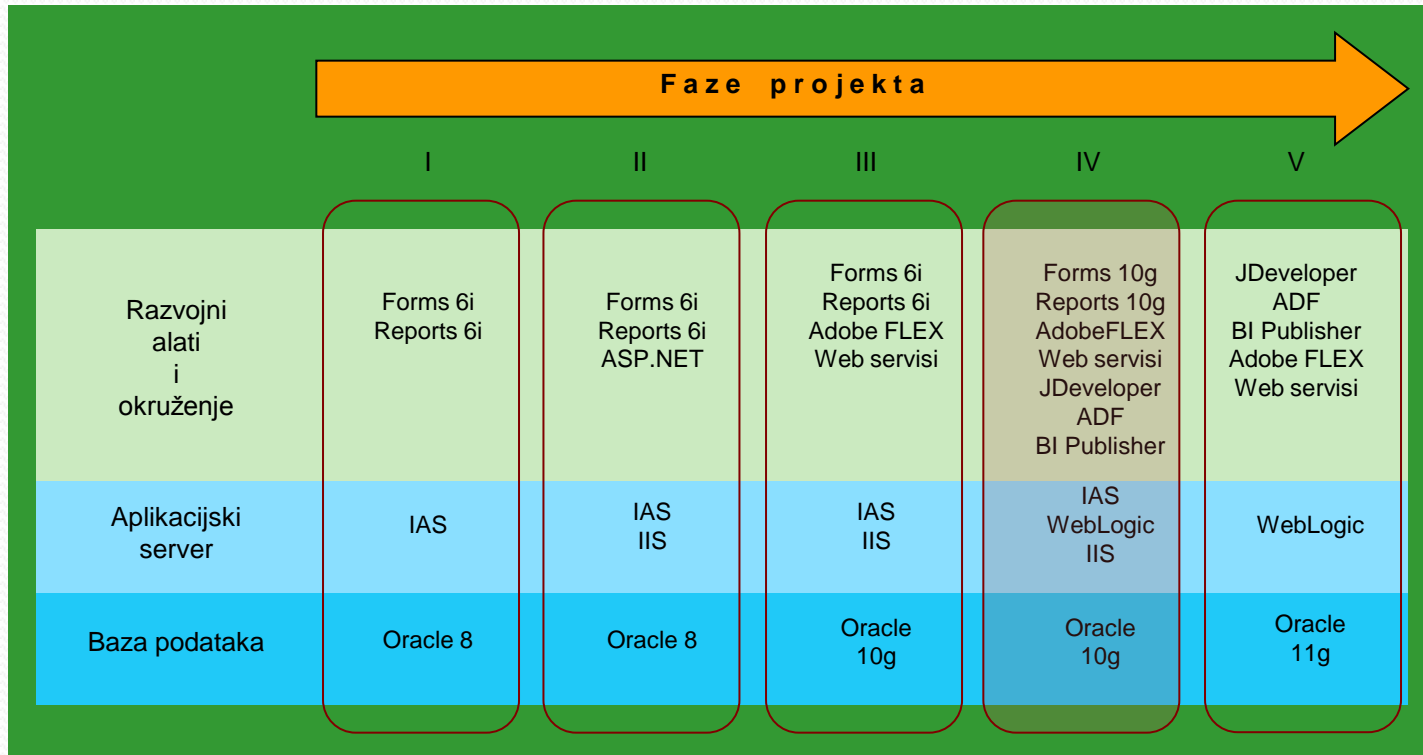 Faze projekta
I
II
III
IV
V
Razvojni
alati
i
okruženje
Forms 6i
Reports 6i
Forms 6i
Reports 6i
ASP.NET
Forms 6i
Reports 6i
Adobe FLEX
Web servisi
Forms 10g
Reports 10g
AdobeFLEX
Web servisi
JDeveloper
ADF
BI Publisher
JDeveloper
ADF
BI Publisher
Adobe FLEX
Web servisi
Aplikacijski
server
IAS
IAS
IIS
IAS
IIS
IAS
WebLogic
IIS
WebLogic
Baza podataka
Oracle 8
Oracle 8
Oracle
10g
Oracle
10g
Oracle
11g